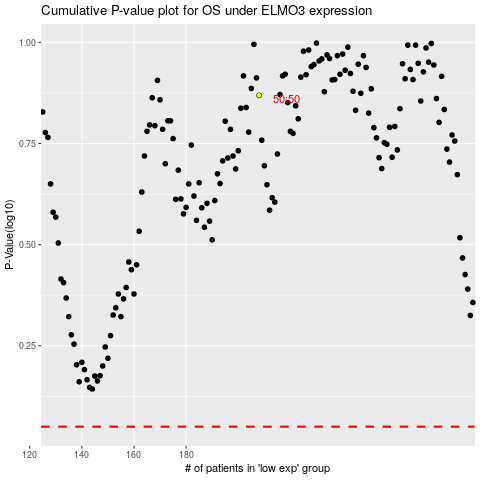 Cumulative P-value plot for OS under ELMO3 expression
P-Value(log10)
1.00
0.75
0.50
0.25
50:50
120 140 160 180
# of patients in 'low exp' group